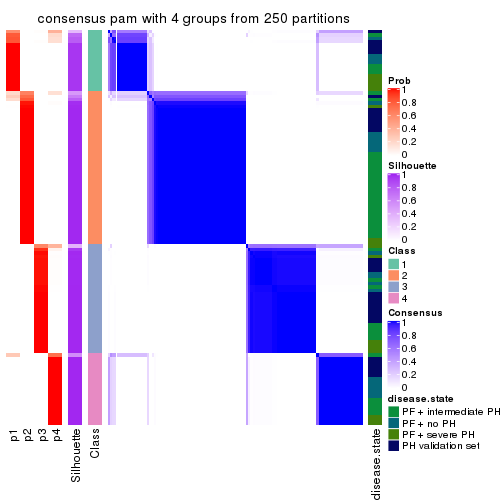 consensus pam with 4 groups from 250 partitions
Prob
1
0.8
0.6
0.4
0.2
0
Silhouette
1
0.8
0.6
0.4
0.2
0
Class
1
2
3
4
Consensus
1
0.8
0.6
0.4
0.2
0
disease.state
PF+ intermediate PH
PF+ no PH
PF+ severe PH
PH validation set
p1
p2
p3
p4
Silhouette
Class
disease.state